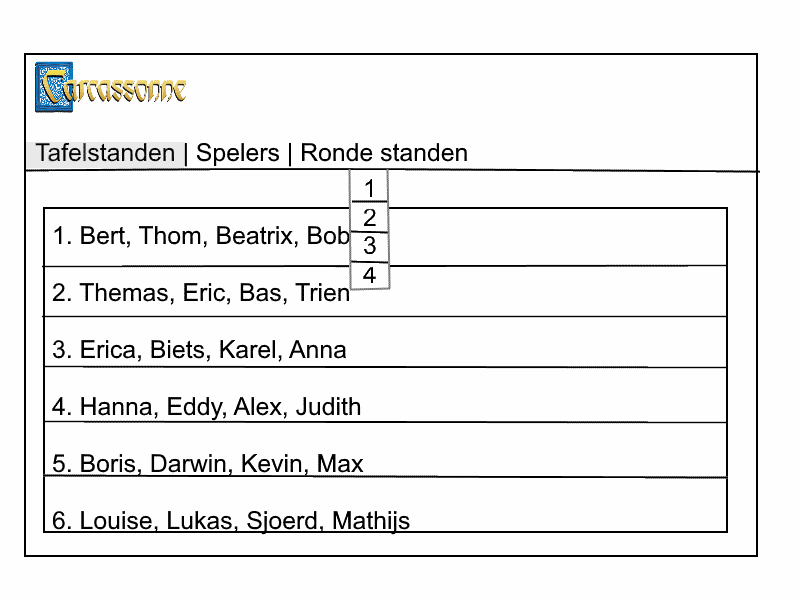 Carcassonne
Tafelstanden | Spelers | Ronde standen
1
2
3
4
1. Bert, Thom, Beatrix, Bob
2. Themas, Eric, Bas, Trien
3. Erica, Biets, Karel, Anna
4. Hanna, Eddy, Alex, Judith
5. Boris, Darwin, Kevin, Max
6. Louise, Lukas, Sjoerd, Mathijs